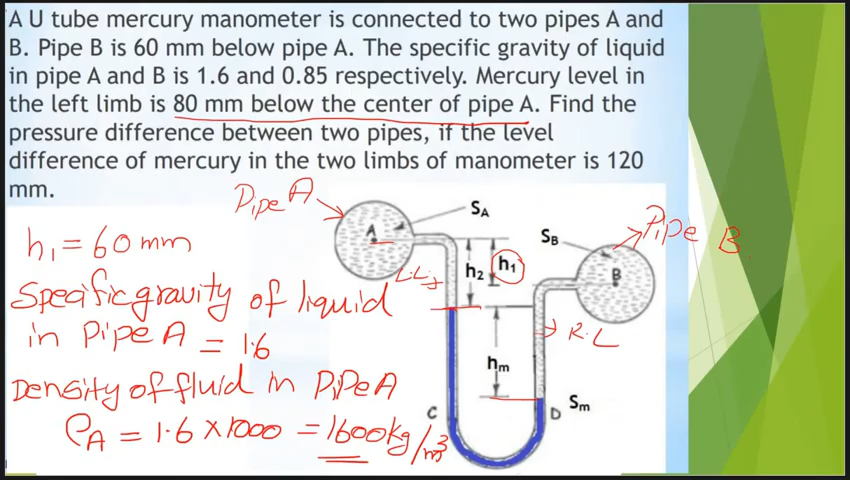 A U tube mercury manometer is connected to two pipes A and
B. Pipe B is 60 mm below pipe A. The specific gravity of liquid
in pipe A and B is 1.6 and 0.85 respectively. Mercury level in
the left limb is 80 mm below the center of pipe A. Find the
pressure difference between two pipes, if the level
difference of mercury in the two limbs of manometer is 120
mm.
Pipe A
SA
A
h1 = 60 mm
SB
Pipe B
h2
h1
B
L.L
Specific gravity of liquid
in Pipe A = 1.6
R.L
hm
Density of fluid in Pipe A
C
D
Sm
ρA = 1.6 × 1000 = 1600 kg/m³